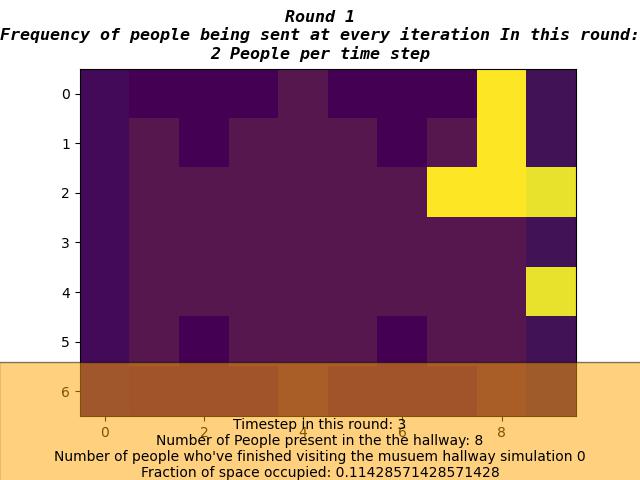 Round 1
Frequency of people being sent at every iteration In this round:
2 People per time step
0
1
2
3
4
5
6
0 2 4 6 8
Timestep in this round: 3
Number of People present in the the hallway: 8
Number of people who've finished visiting the musuem hallway simulation 0
Fraction of space occupied: 0.11428571428571428